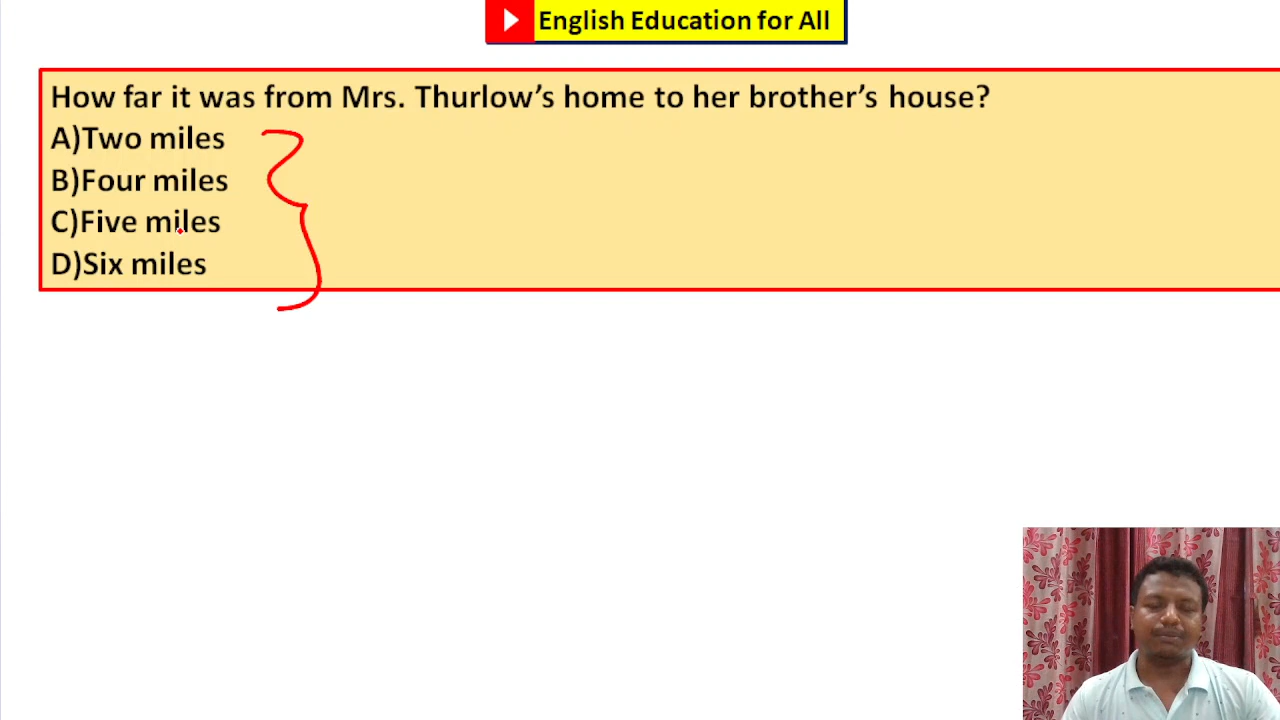 English Education for All
How far it was from Mrs. Thurlow’s home to her brother’s house?
A)Two miles
B)Four miles
C)Five miles
D)Six miles